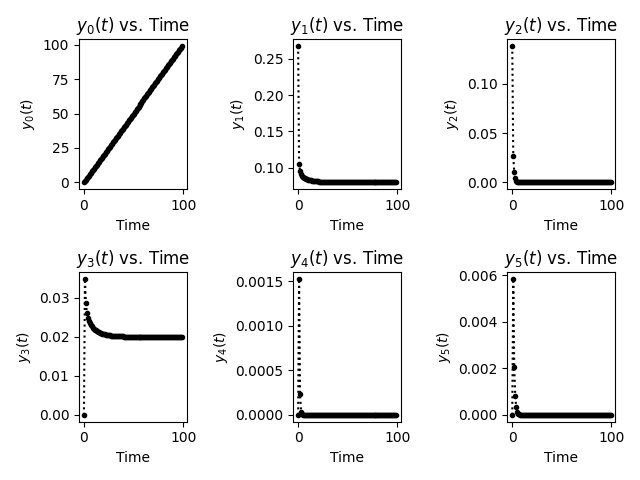 y₀(t) vs. Time
y₁(t) vs. Time
y₂(t) vs. Time
100
75
50
25
0
y₀(t)
0
100
Time
0.25
0.20
0.15
0.10
y₁(t)
0
100
Time
0.10
0.05
0.00
y₂(t)
0
100
Time
y₃(t) vs. Time
y₄(t) vs. Time
y₅(t) vs. Time
0.03
0.02
0.01
0.00
y₃(t)
0
100
Time
0.0015
0.0010
0.0005
0.0000
y₄(t)
0
100
Time
0.006
0.004
0.002
0.000
y₅(t)
0
100
Time